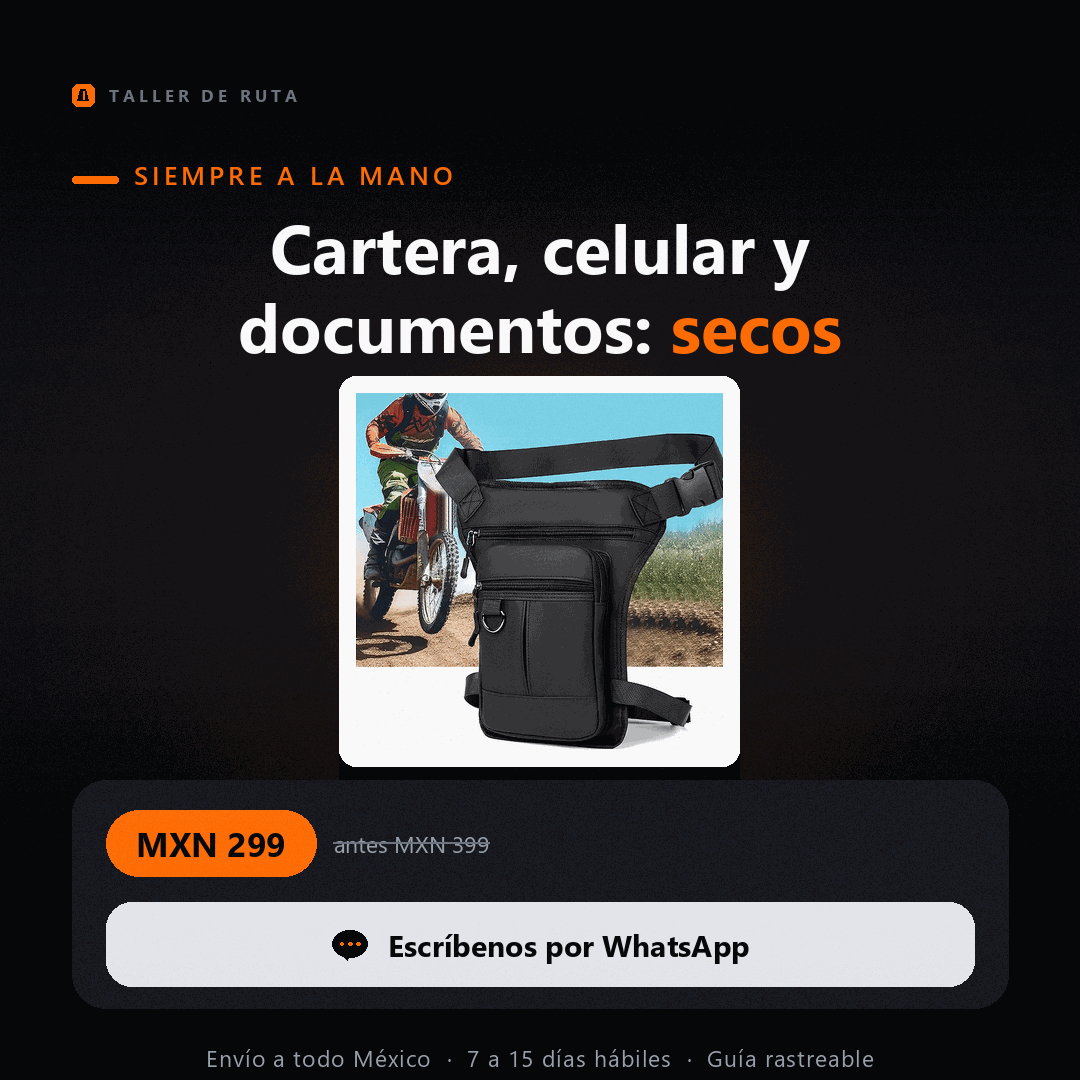 TALLER DE RUTA
SIEMPRE A LA MANO
Cartera, celular y
documentos: secos
MXN 299
antes MXN 399
Escríbenos por WhatsApp
Envío a todo México · 7 a 15 días hábiles · Guía rastreable